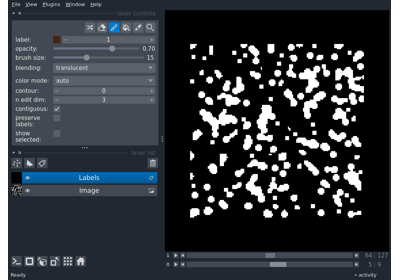 File View Plugins Window Help
layer controls
label: 1
opacity: 0.70
brush size: 15
blending: translucent
color mode: auto
contour: 0
n edit dim: 3
contiguous:
preserve
labels:
show
selected:
layer list
Labels
Image
1 64 127
0 5 9
Ready activity